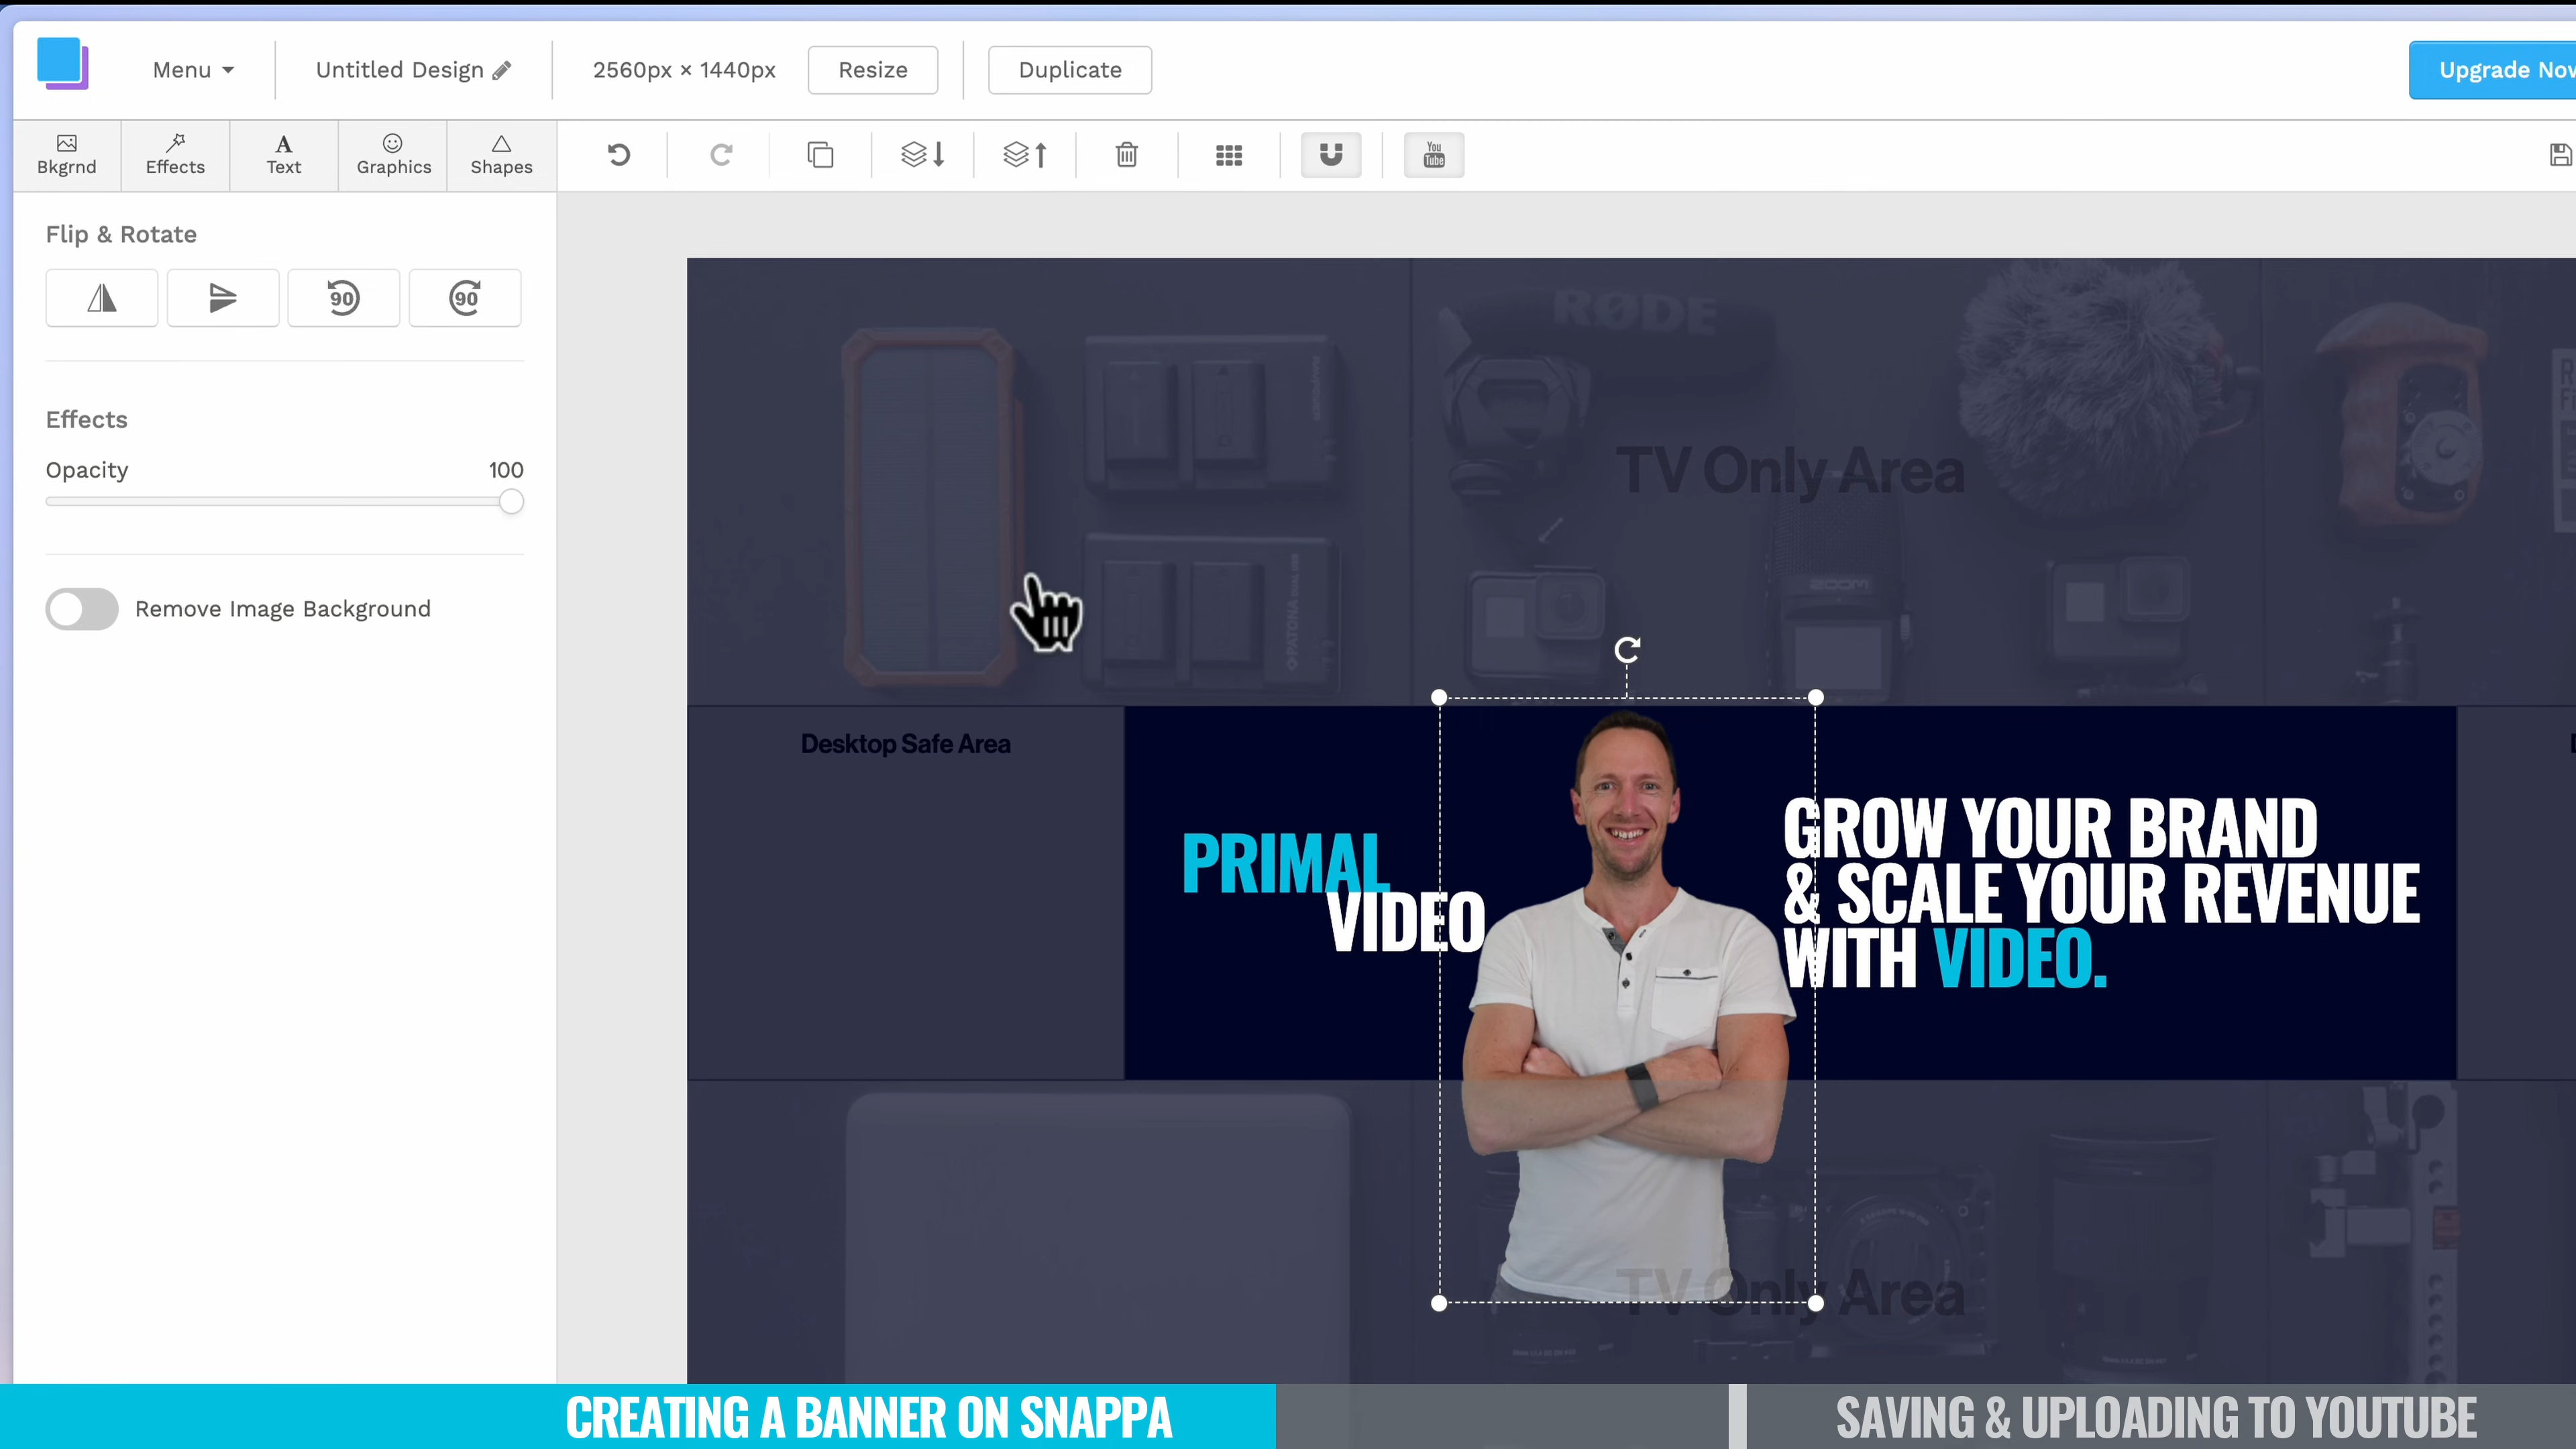 Menu
Untitled Design
2560px × 1440px
Resize
Duplicate
Upgrade Now
Bkgrnd
Effects
Text
Graphics
Shapes
You
Tube
Flip & Rotate
90
90
Effects
Opacity
100
Remove Image Background
RØDE
TV Only Area
ZOOM
PATONA
Desktop Safe Area
PRIMAL
VIDEO
GROW YOUR BRAND
& SCALE YOUR REVENUE
WITH VIDEO.
TV Only Area
CREATING A BANNER ON SNAPPA
SAVING & UPLOADING TO YOUTUBE